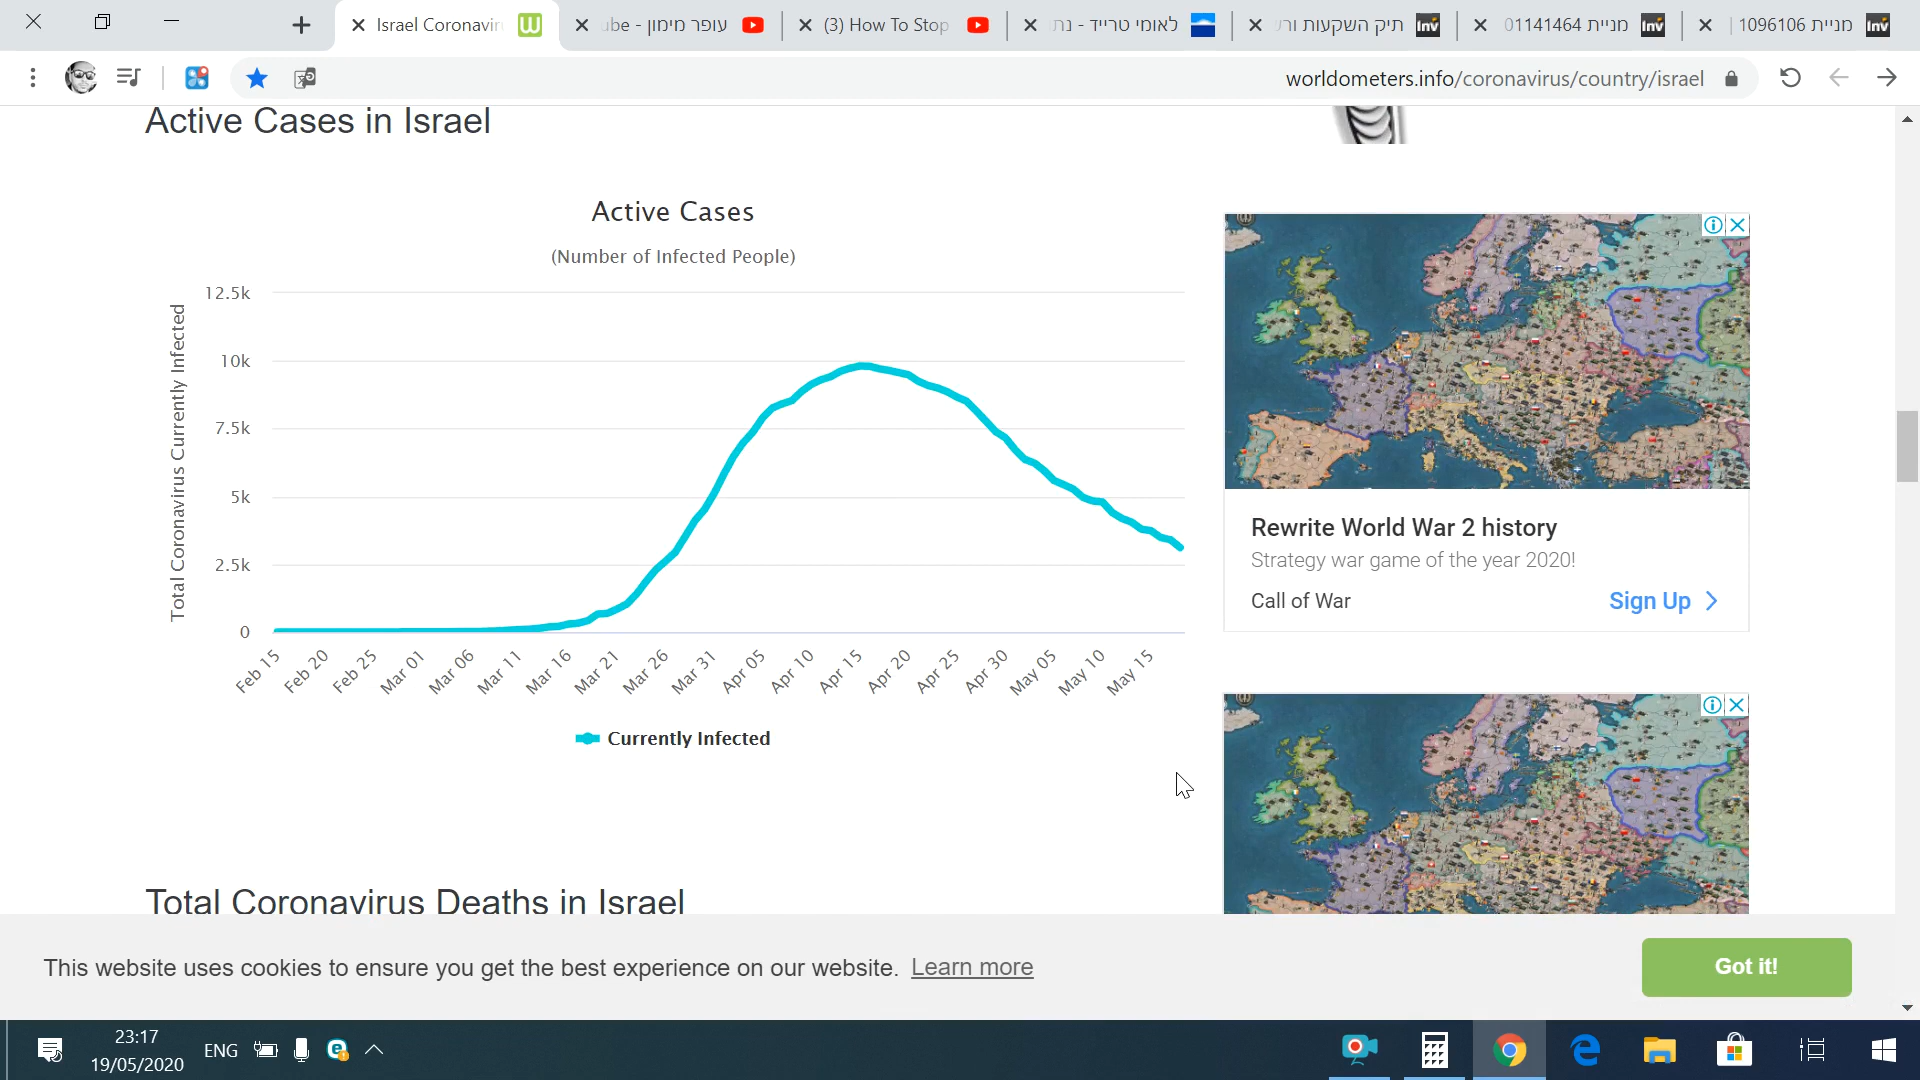 Israel Coronaviru
ube - עופר מימון
(3) How To Stop
לאומי טרייד - נת
תיק השקעות ור
מניית 01141464
מניית 1096106
worldometers.info/coronavirus/country/israel
Active Cases in Israel
Active Cases
(Number of Infected People)
Total Coronavirus Currently Infected
12.5k
10k
7.5k
5k
2.5k
0
Feb 15
Feb 20
Feb 25
Mar 01
Mar 06
Mar 11
Mar 16
Mar 21
Mar 26
Mar 31
Apr 05
Apr 10
Apr 15
Apr 20
Apr 25
Apr 30
May 05
May 10
May 15
Currently Infected
Rewrite World War 2 history
Strategy war game of the year 2020!
Call of War
Sign Up
Total Coronavirus Deaths in Israel
This website uses cookies to ensure you get the best experience on our website. Learn more
Got it!
23:17
19/05/2020
ENG